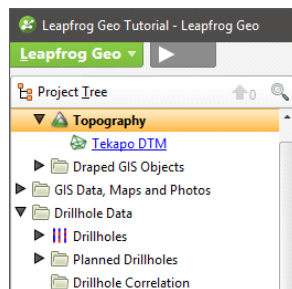 Leapfrog Geo Tutorial - Leapfrog Geo
Leapfrog Geo
Project Tree 0
Topography
Tekapo DTM
Draped GIS Objects
GIS Data, Maps and Photos
Drillhole Data
Drillholes
Planned Drillholes
Drillhole Correlation